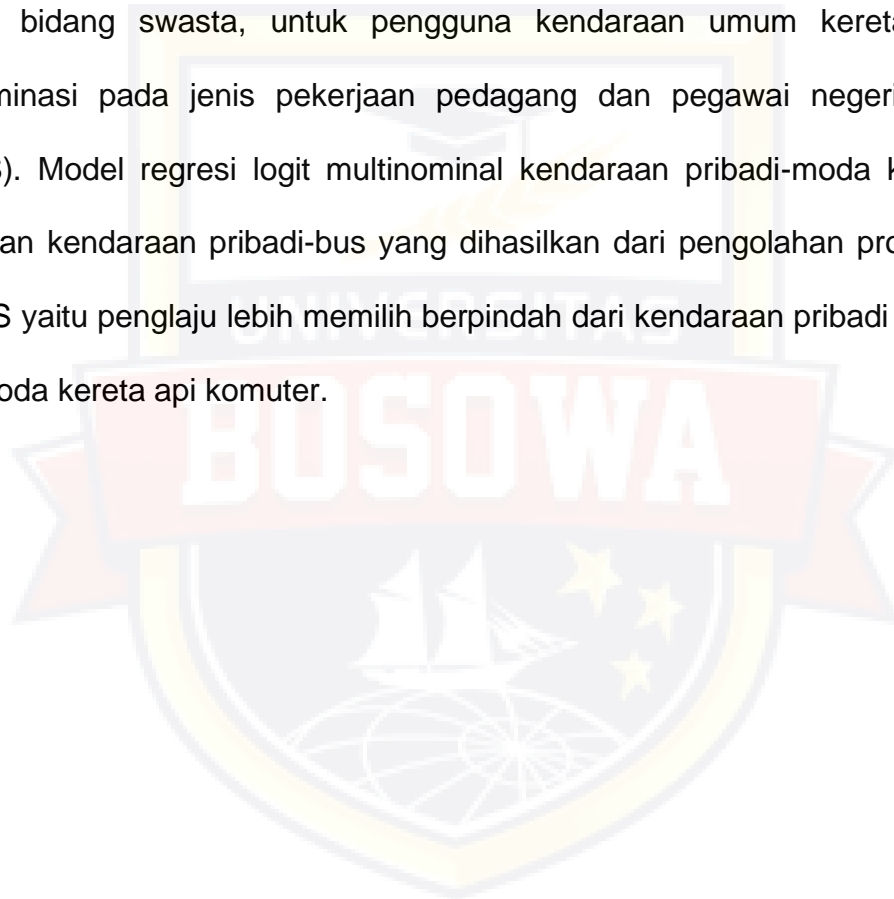 bidang swasta, untuk pengguna kendaraan umum kereta
minasi pada jenis pekerjaan pedagang dan pegawai negeri
). Model regresi logit multinominal kendaraan pribadi-moda k
an kendaraan pribadi-bus yang dihasilkan dari pengolahan pro
S yaitu penglaju lebih memilih berpindah dari kendaraan pribadi
oda kereta api komuter.
UNIVERSITAS
BOSOWA